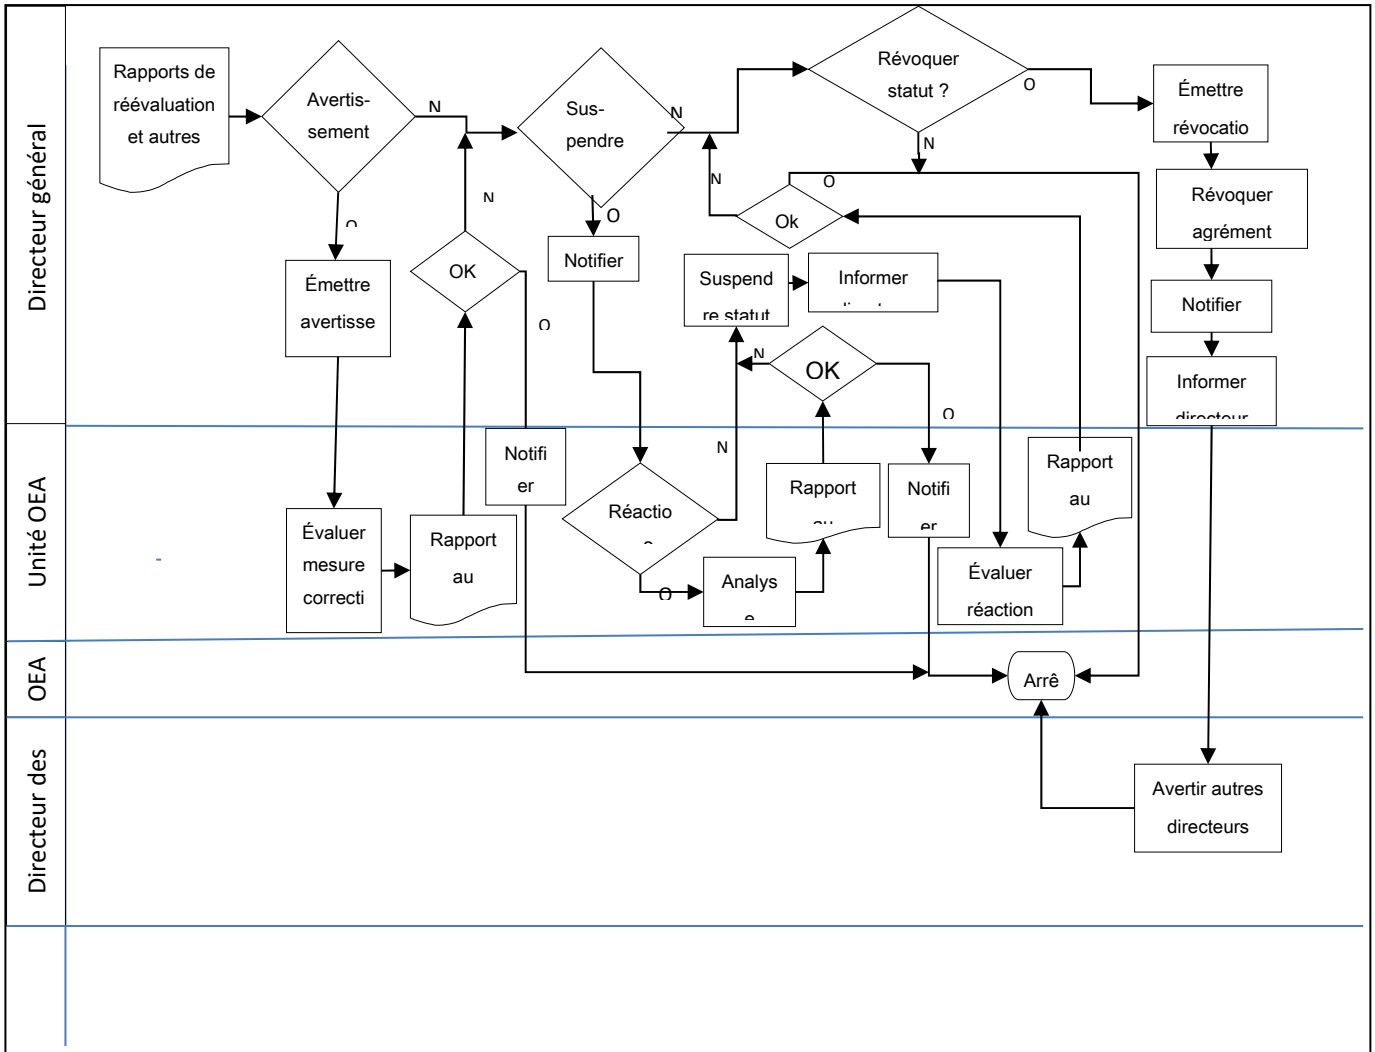 Directeur général
Rapports de
réévaluation
et autres
Avertis-
sement
N
O
Émettre
avertisse
OK
N
O
Sus-
pendre
N
O
Notifier
Révoquer
statut ?
O
N
Ok
N
O
Suspend
re statut
Informer
OK
N
O
Émettre
révocatio
Révoquer
agrément
Notifier
Informer
directeur
Unité OEA
Évaluer
mesure
correcti
Rapport
au
Notifi
er
Réactio
N
O
Analys
e
Rapport
au
Notifi
er
Évaluer
réaction
Rapport
au
OEA
Arrê
Directeur des
Avertir autres
directeurs